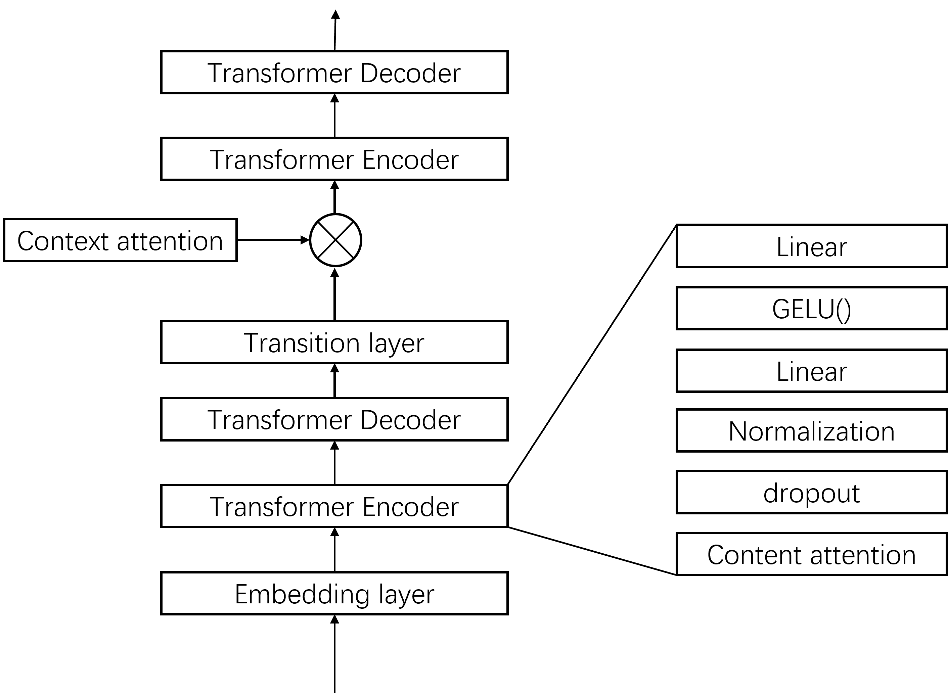 Transformer Decoder
Transformer Encoder
Context attention
Transition layer
Transformer Decoder
Transformer Encoder
Embedding layer
Linear
GELU()
Linear
Normalization
dropout
Content attention